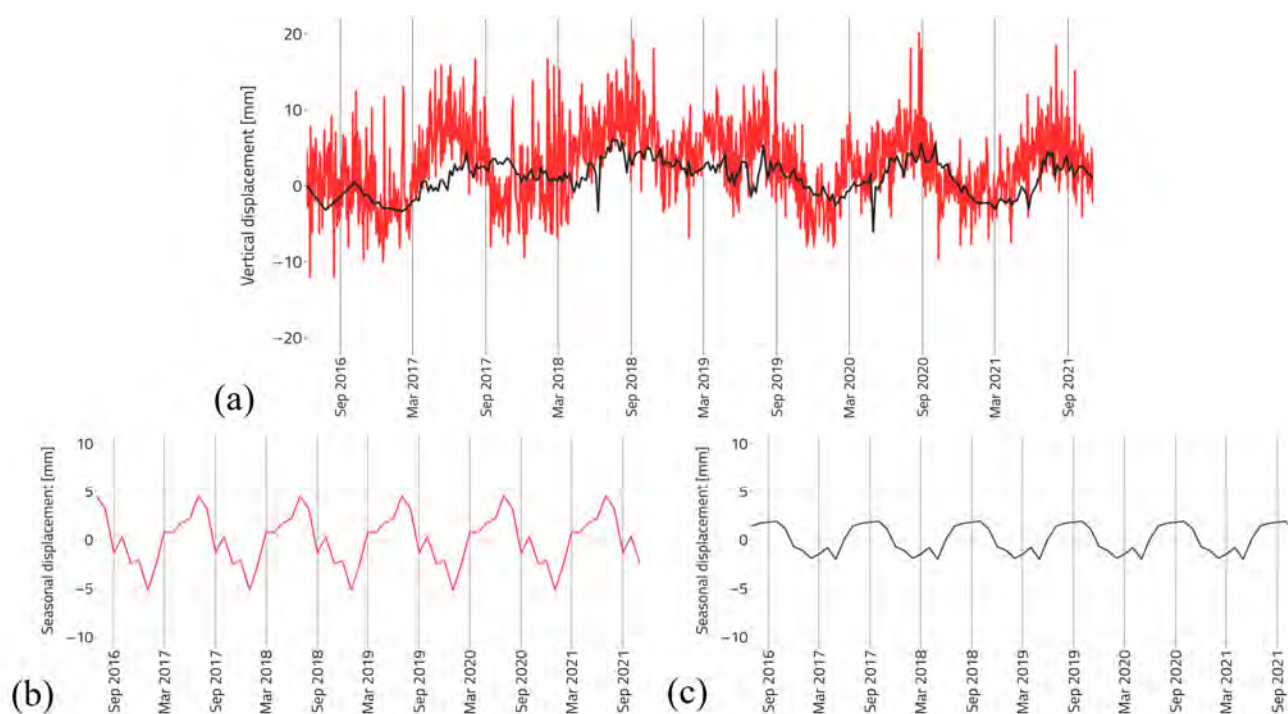 20
10
0
−10
−20
Vertical displacement [mm]
Sep 2016
Mar 2017
Sep 2017
Mar 2018
Sep 2018
Mar 2019
Sep 2019
Mar 2020
Sep 2020
Mar 2021
Sep 2021
(a)
10
5
0
−5
−10
Seasonal displacement [mm]
Sep 2016
Mar 2017
Sep 2017
Mar 2018
Sep 2018
Mar 2019
Sep 2019
Mar 2020
Sep 2020
Mar 2021
Sep 2021
(b)
10
5
0
−5
−10
Seasonal displacement [mm]
Sep 2016
Mar 2017
Sep 2017
Mar 2018
Sep 2018
Mar 2019
Sep 2019
Mar 2020
Sep 2020
Mar 2021
Sep 2021
(c)